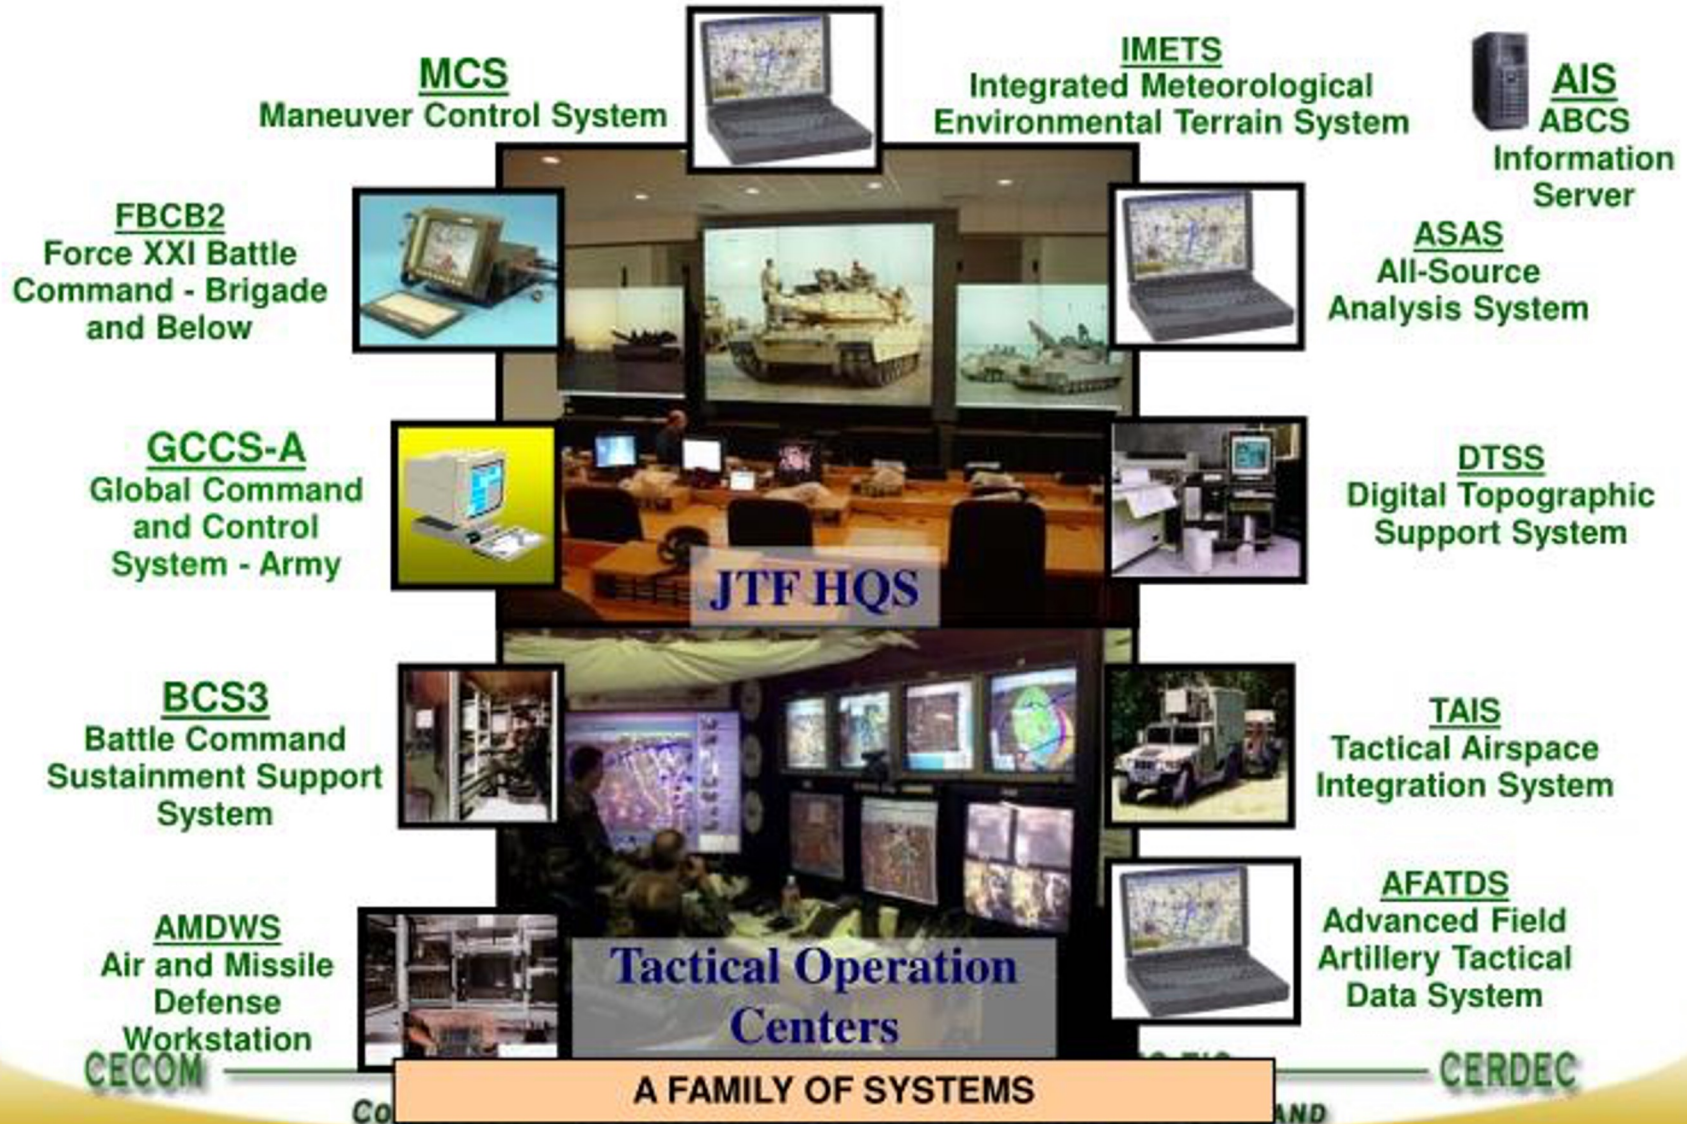 MCS
Maneuver Control System
IMETS
Integrated Meteorological
Environmental Terrain System
AIS
ABCS
Information
Server
FBCB2
Force XXI Battle
Command - Brigade
and Below
ASAS
All-Source
Analysis System
GCCS-A
Global Command
and Control
System - Army
DTSS
Digital Topographic
Support System
JTF HQS
BCS3
Battle Command
Sustainment Support
System
TAIS
Tactical Airspace
Integration System
AMDWS
Air and Missile
Defense
Workstation
AFATDS
Advanced Field
Artillery Tactical
Data System
Tactical Operation
Centers
CECOM
CERDEC
A FAMILY OF SYSTEMS